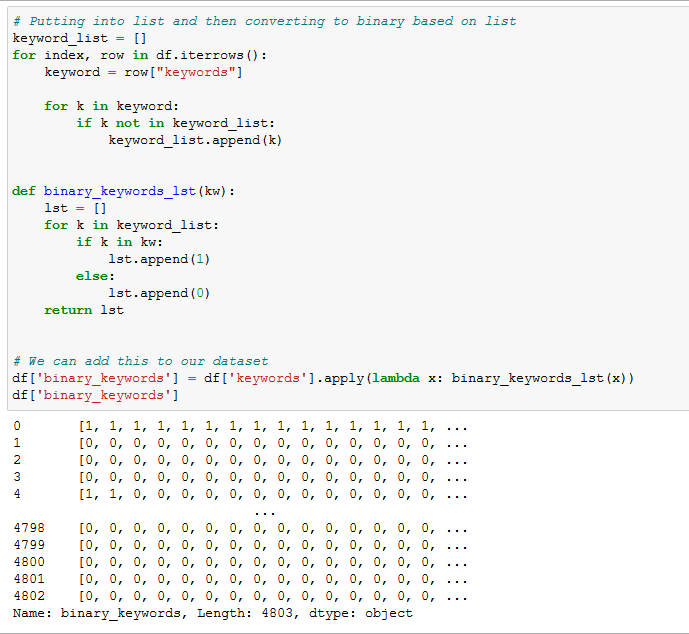 # Putting into list and then converting to binary based on list
keyword_list = []
for index, row in df.iterrows():
    keyword = row["keywords"]
    for k in keyword:
        if k not in keyword_list:
            keyword_list.append(k)
def binary_keywords_lst(kw):
    lst = []
    for k in keyword_list:
        if k in kw:
            lst.append(1)
        else:
            lst.append(0)
    return lst
# We can add this to our dataset
df['binary_keywords'] = df['keywords'].apply(lambda x: binary_keywords_lst(x))
df['binary_keywords']
0       [1, 1, 1, 1, 1, 1, 1, 1, 1, 1, 1, 1, 1, 1, 1, ...
1       [0, 0, 0, 0, 0, 0, 0, 0, 0, 0, 0, 0, 0, 0, 0, ...
2       [0, 0, 0, 0, 0, 0, 0, 0, 0, 0, 0, 0, 0, 0, 0, ...
3       [0, 0, 0, 0, 0, 0, 0, 0, 0, 0, 0, 0, 0, 0, 0, ...
4       [1, 1, 0, 0, 0, 0, 0, 0, 0, 0, 0, 0, 0, 0, 0, ...
                              ...
4798    [0, 0, 0, 0, 0, 0, 0, 0, 0, 0, 0, 0, 0, 0, 0, ...
4799    [0, 0, 0, 0, 0, 0, 0, 0, 0, 0, 0, 0, 0, 0, 0, ...
4800    [0, 0, 0, 0, 0, 0, 0, 0, 0, 0, 0, 0, 0, 0, 0, ...
4801    [0, 0, 0, 0, 0, 0, 0, 0, 0, 0, 0, 0, 0, 0, 0, ...
4802    [0, 0, 0, 0, 0, 0, 0, 0, 0, 0, 0, 0, 0, 0, 0, ...
Name: binary_keywords, Length: 4803, dtype: object